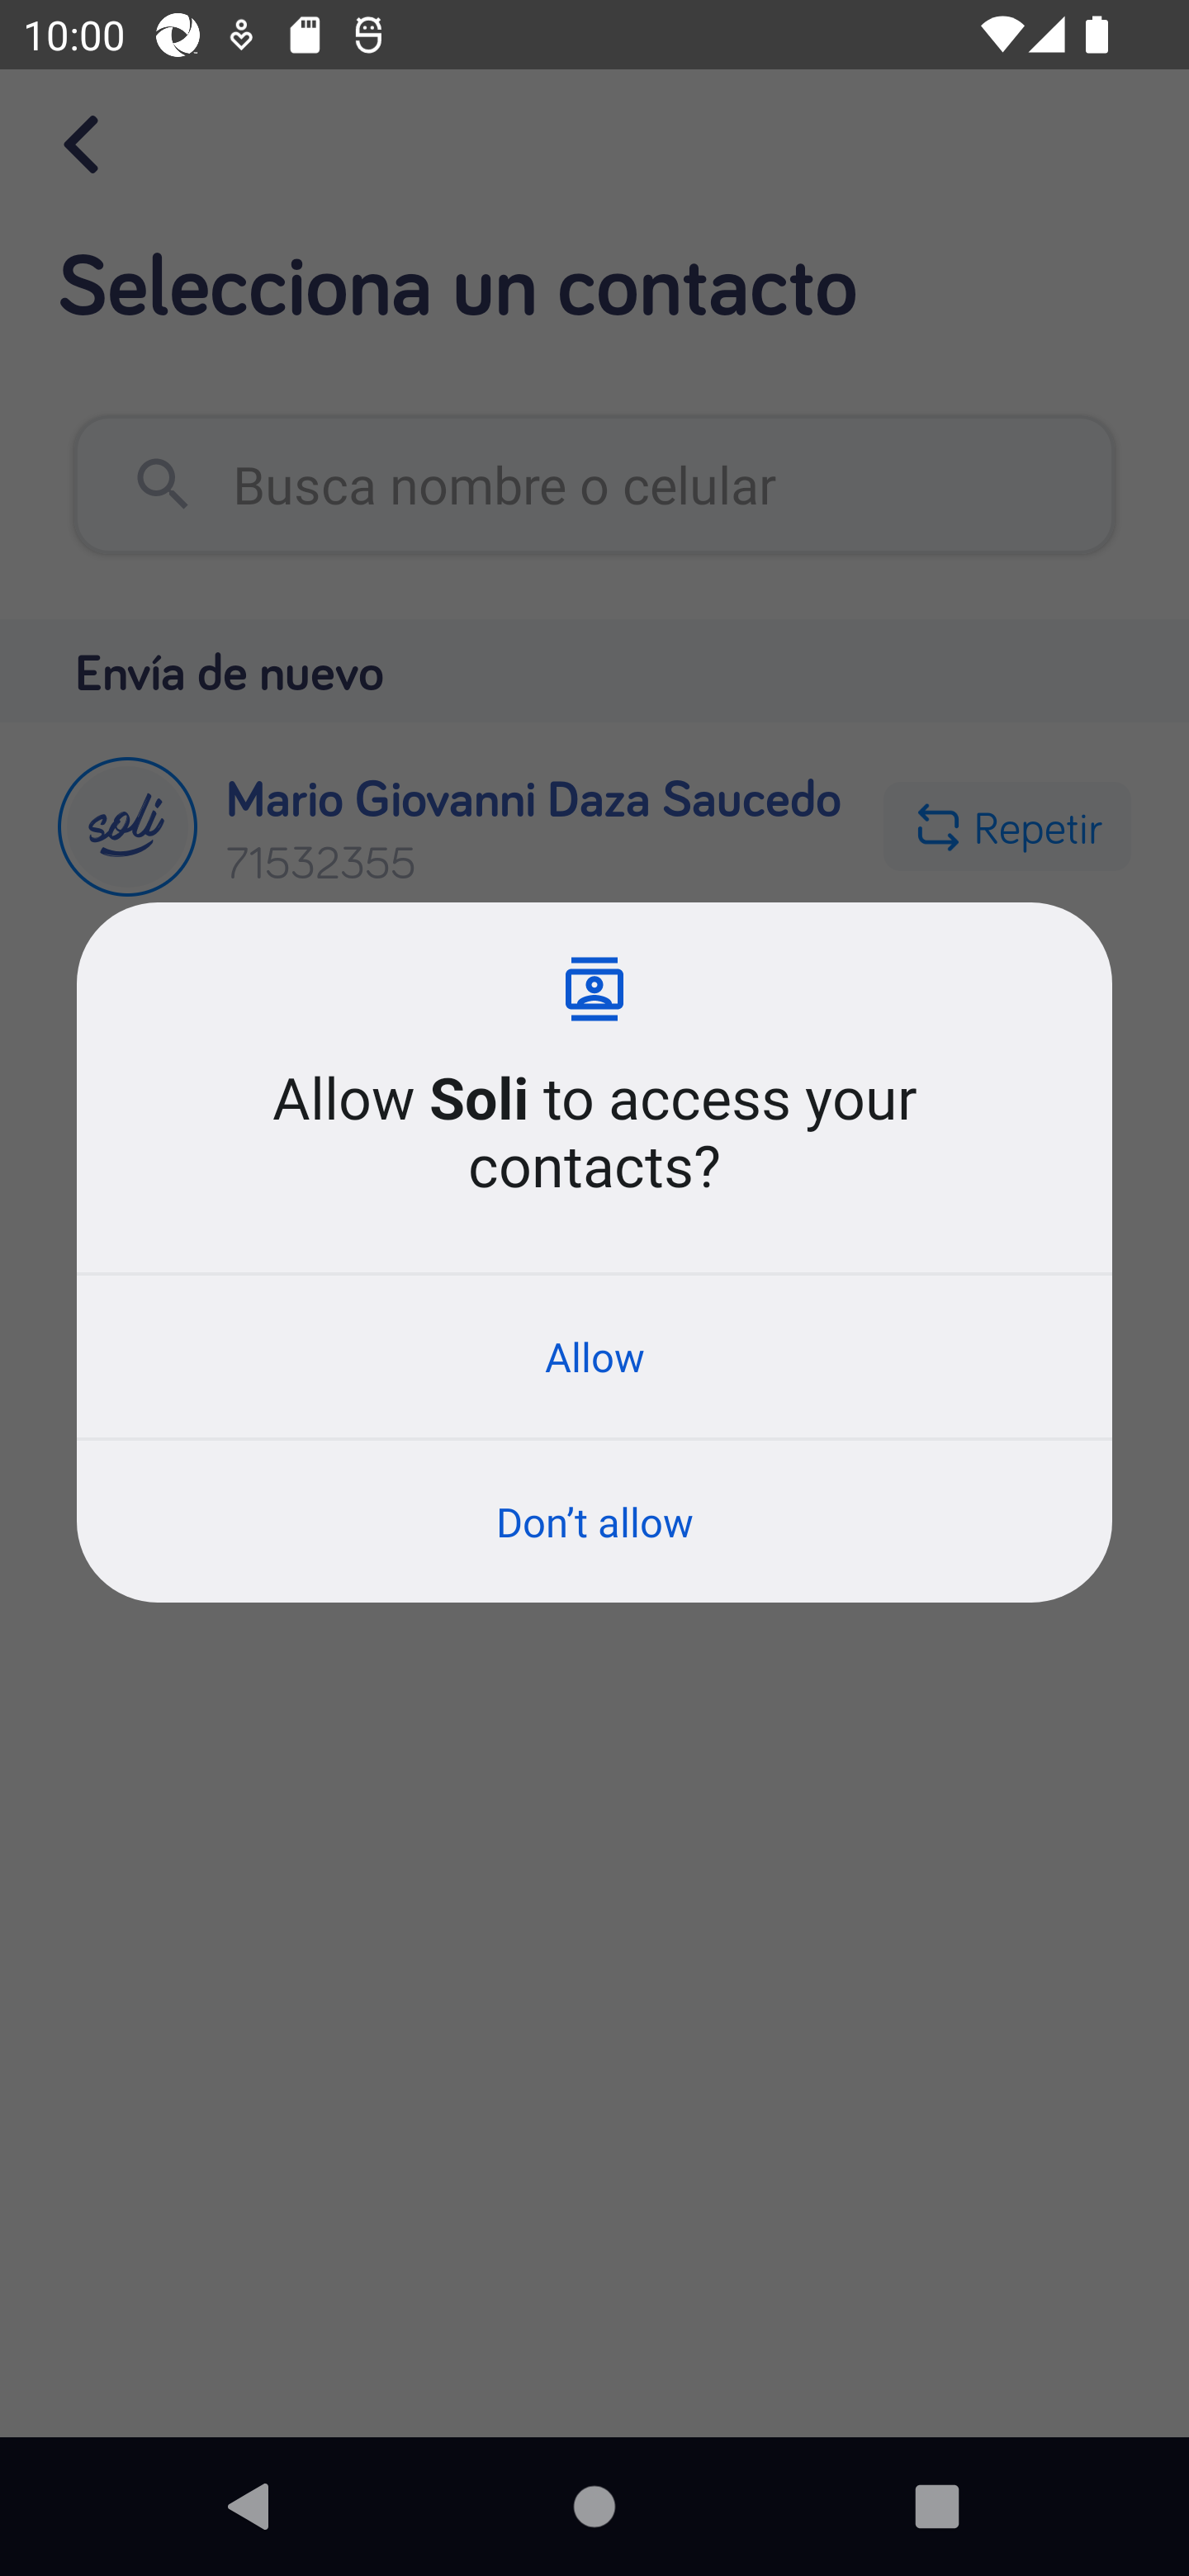 10:00
Selecciona un contacto
Busca nombre o celular
Envía de nuevo
soli
Mario Giovanni Daza Saucedo
71532355
Repetir
Allow Soli to access your
contacts?
Allow
Don’t allow